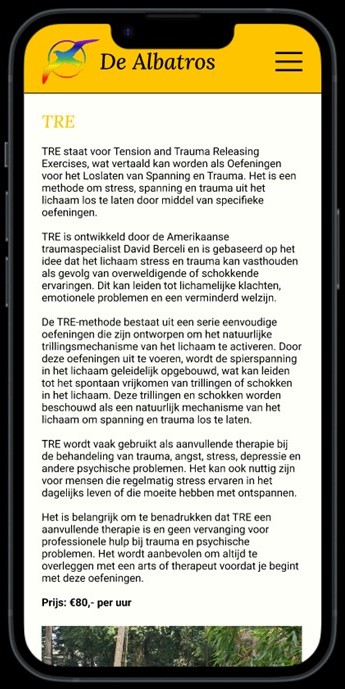 De Albatros
TRE
TRE staat voor Tension and Trauma Releasing
Exercises, wat vertaald kan worden als Oefeningen
voor het Loslaten van Spanning en Trauma. Het is een
methode om stress, spanning en trauma uit het
lichaam los te laten door middel van specifieke
oefeningen.
TRE is ontwikkeld door de Amerikaanse
traumaspecialist David Berceli en is gebaseerd op het
idee dat het lichaam stress en trauma kan vasthouden
als gevolg van overweldigende of schokkende
ervaringen. Dit kan leiden tot lichamelijke klachten,
emotionele problemen en een verminderd welzijn.
De TRE-methode bestaat uit een serie eenvoudige
oefeningen die zijn ontworpen om het natuurlijke
trillingsmechanisme van het lichaam te activeren. Door
deze oefeningen uit te voeren, wordt de spierspanning
in het lichaam geleidelijk opgebouwd, wat kan leiden
tot het spontaan vrijkomen van trillingen of schokken
in het lichaam. Deze trillingen en schokken worden
beschouwd als een natuurlijk mechanisme van het
lichaam om spanning en trauma los te laten.
TRE wordt vaak gebruikt als aanvullende therapie bij
de behandeling van trauma, angst, stress, depressie en
andere psychische problemen. Het kan ook nuttig zijn
voor mensen die regelmatig stress ervaren in het
dagelijks leven of die moeite hebben met ontspannen.
Het is belangrijk om te benadrukken dat TRE een
aanvullende therapie is en geen vervanging voor
professionele hulp bij trauma en psychische
problemen. Het wordt aanbevolen om altijd te
overleggen met een arts of therapeut voordat je begint
met deze oefeningen.
Prijs: €80,- per uur